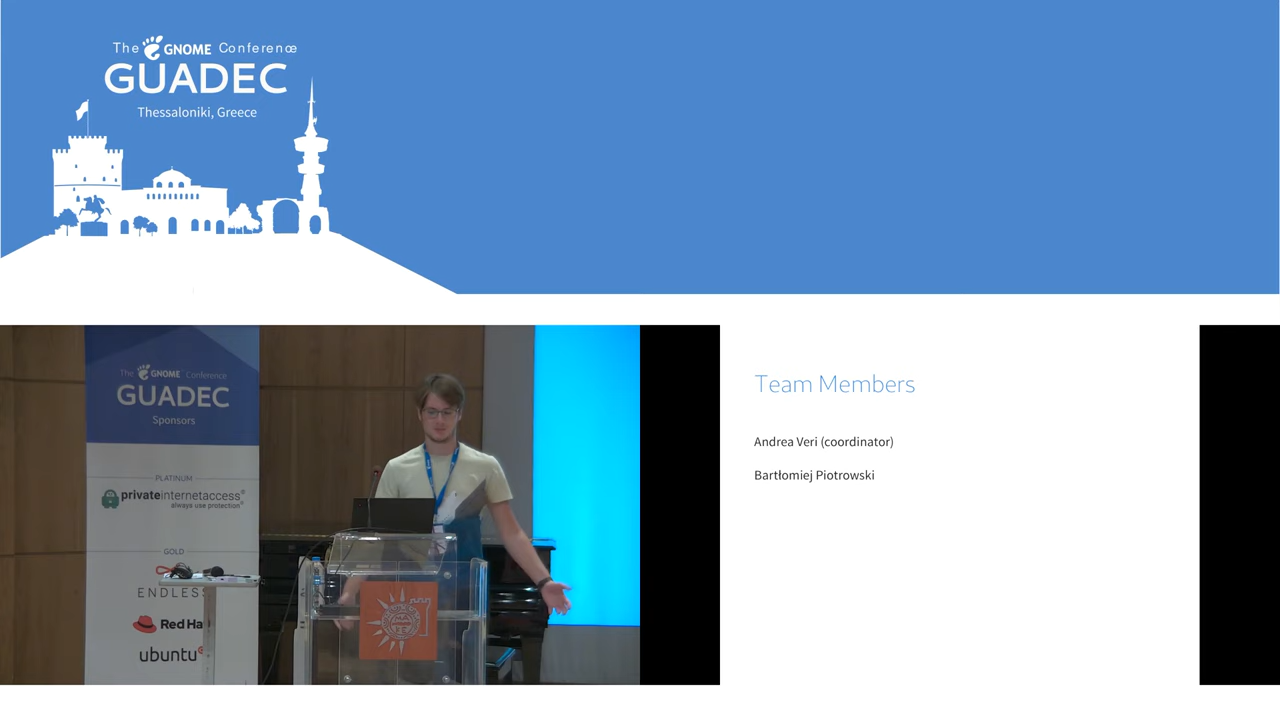 The GNOME Conference
GUADEC
Thessaloniki, Greece
The GNOME Conference
GUADEC
Sponsors
PLATINUM
privateinternetaccess®
always use protection®
GOLD
ENDLESS
Red Ha
ubuntu
Team Members
Andrea Veri (coordinator)
Bartłomiej Piotrowski